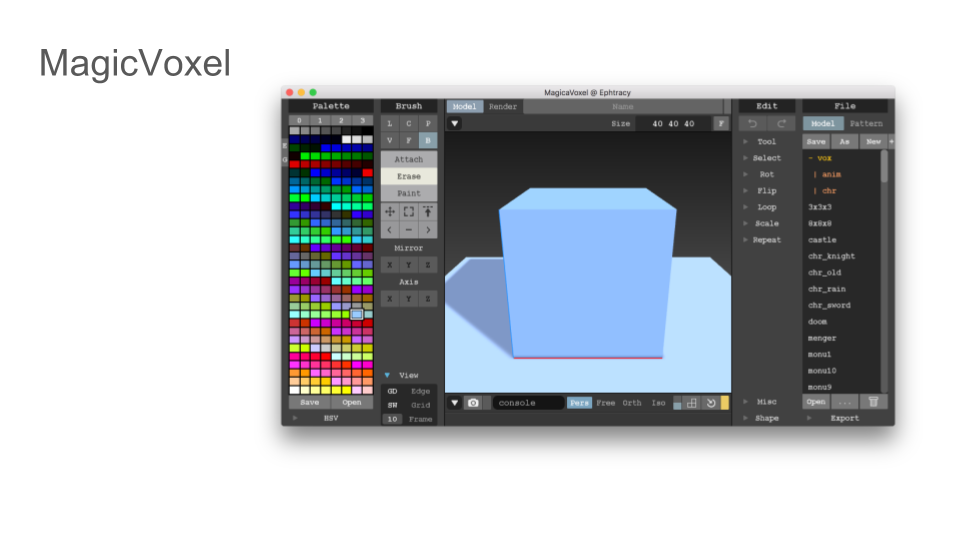 MagicVoxel
MagicaVoxel @ Ephtracy
Palette
0 1 2 3
Save Open
HSV
Brush
L C P
V F B
Attach
Erase
Paint
Mirror
X Y Z
Axis
X Y Z
View
GD Edge
SW Grid
10 Frame
Model Render Name
Size 40 40 40 F
console Pers Free Orth Iso
Edit
Tool
Select
Rot
Flip
Loop
Scale
Repeat
Misc
Shape
File
Model Pattern
Save As New
- vox
| anim
| chr
3x3x3
8x8x8
castle
chr_knight
chr_old
chr_rain
chr_sword
doom
menger
monu1
monu10
monu9
Open ...
Export